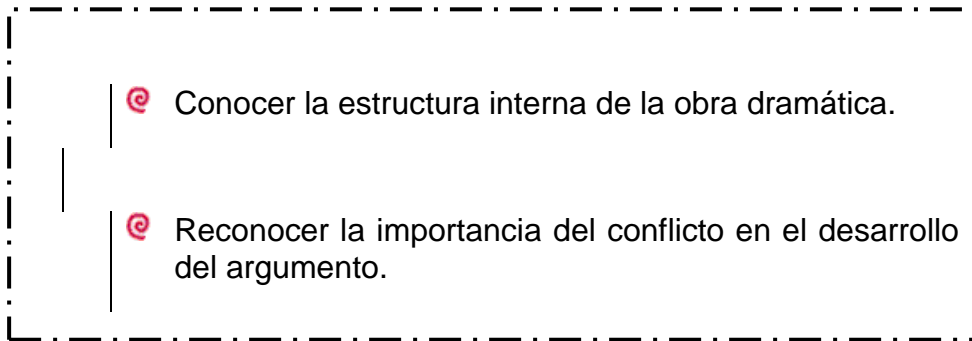 Conocer la estructura interna de la obra dramática.
Reconocer la importancia del conflicto en el desarrollo
del argumento.